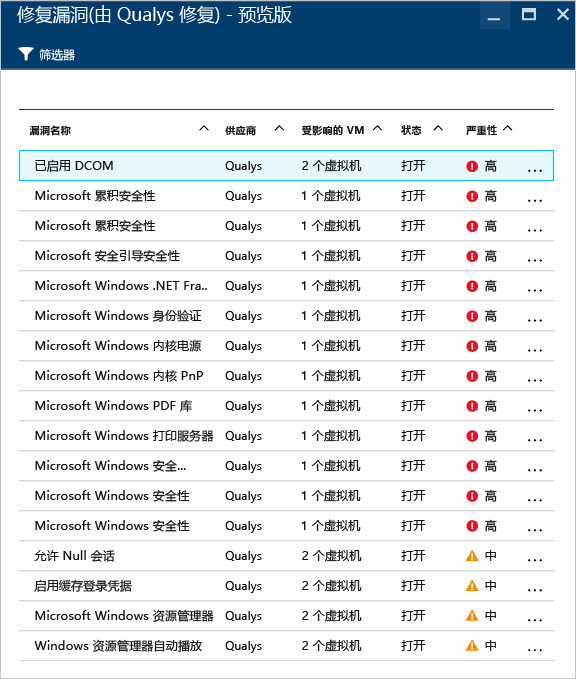 修复漏洞(由 Qualys 修复) - 预览版
筛选器
漏洞名称 供应商 受影响的 VM 状态 严重性
已启用 DCOM Qualys 2 个虚拟机 打开 高 ...
Microsoft 累积安全性 Qualys 1 个虚拟机 打开 高 ...
Microsoft 累积安全性 Qualys 1 个虚拟机 打开 高 ...
Microsoft 安全引导安全性 Qualys 1 个虚拟机 打开 高 ...
Microsoft Windows .NET Fra.. Qualys 1 个虚拟机 打开 高 ...
Microsoft Windows 身份验证 Qualys 1 个虚拟机 打开 高 ...
Microsoft Windows 内核电源 Qualys 1 个虚拟机 打开 高 ...
Microsoft Windows 内核 PnP Qualys 1 个虚拟机 打开 高 ...
Microsoft Windows PDF 库 Qualys 1 个虚拟机 打开 高 ...
Microsoft Windows 打印服务器 Qualys 1 个虚拟机 打开 高 ...
Microsoft Windows 安全... Qualys 1 个虚拟机 打开 高 ...
Microsoft Windows 安全性 Qualys 1 个虚拟机 打开 高 ...
Microsoft Windows 安全性 Qualys 1 个虚拟机 打开 高 ...
允许 Null 会话 Qualys 2 个虚拟机 打开 中 ...
启用缓存登录凭据 Qualys 2 个虚拟机 打开 中 ...
Microsoft Windows 资源管理器 Qualys 2 个虚拟机 打开 中 ...
Windows 资源管理器自动播放 Qualys 2 个虚拟机 打开 中 ...